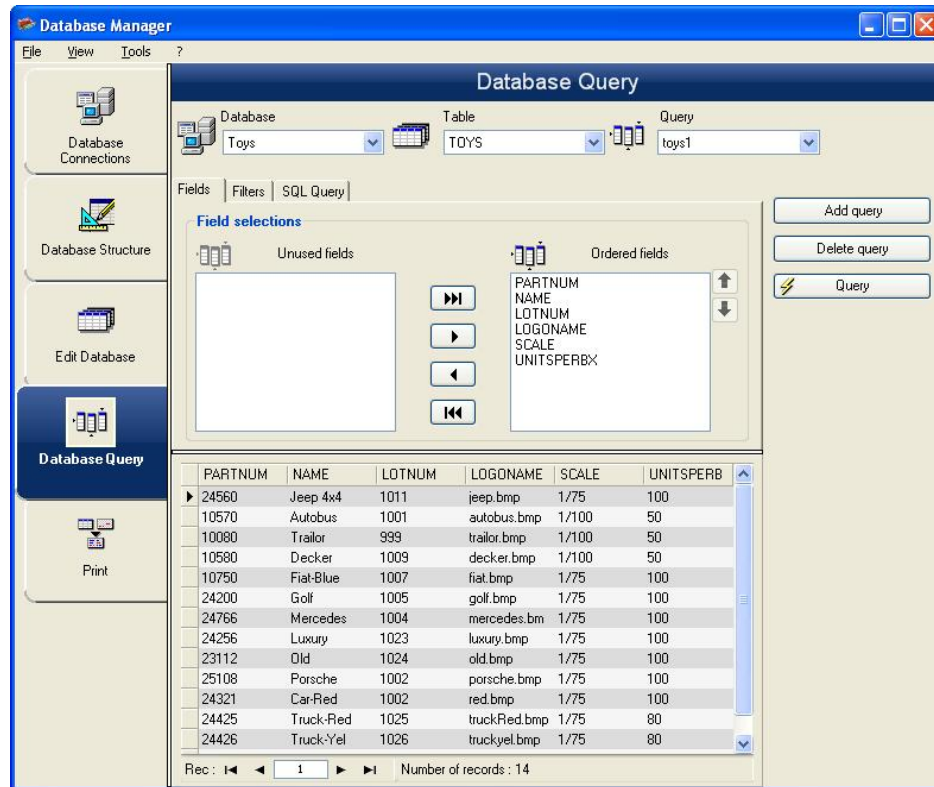 Database Manager
File View Tools ?
Database Query
Database Connections
Database Structure
Edit Database
Database Query
Print
Database Table Query
Toys TOYS toys1
Fields Filters SQL Query
Field selections
Unused fields Ordered fields
PARTNUM
NAME
LOTNUM
LOGONAME
SCALE
UNITSPERBX
Add query
Delete query
Query
PARTNUM NAME LOTNUM LOGONAME SCALE UNITSPERB
24560 Jeep 4x4 1011 jeep.bmp 1/75 100
10570 Autobus 1001 autobus.bmp 1/100 50
10080 Trailor 999 trailor.bmp 1/100 50
10580 Decker 1009 decker.bmp 1/100 50
10750 Fiat-Blue 1007 fiat.bmp 1/75 100
24200 Golf 1005 golf.bmp 1/75 100
24766 Mercedes 1004 mercedes.bm 1/75 100
24256 Luxury 1023 luxury.bmp 1/75 100
23112 Old 1024 old.bmp 1/75 100
25108 Porsche 1002 porsche.bmp 1/75 100
24321 Car-Red 1002 red.bmp 1/75 100
24425 Truck-Red 1025 truckRed.bmp 1/75 80
24426 Truck-Yel 1026 truckyel.bmp 1/75 80
Rec : 1 Number of records : 14